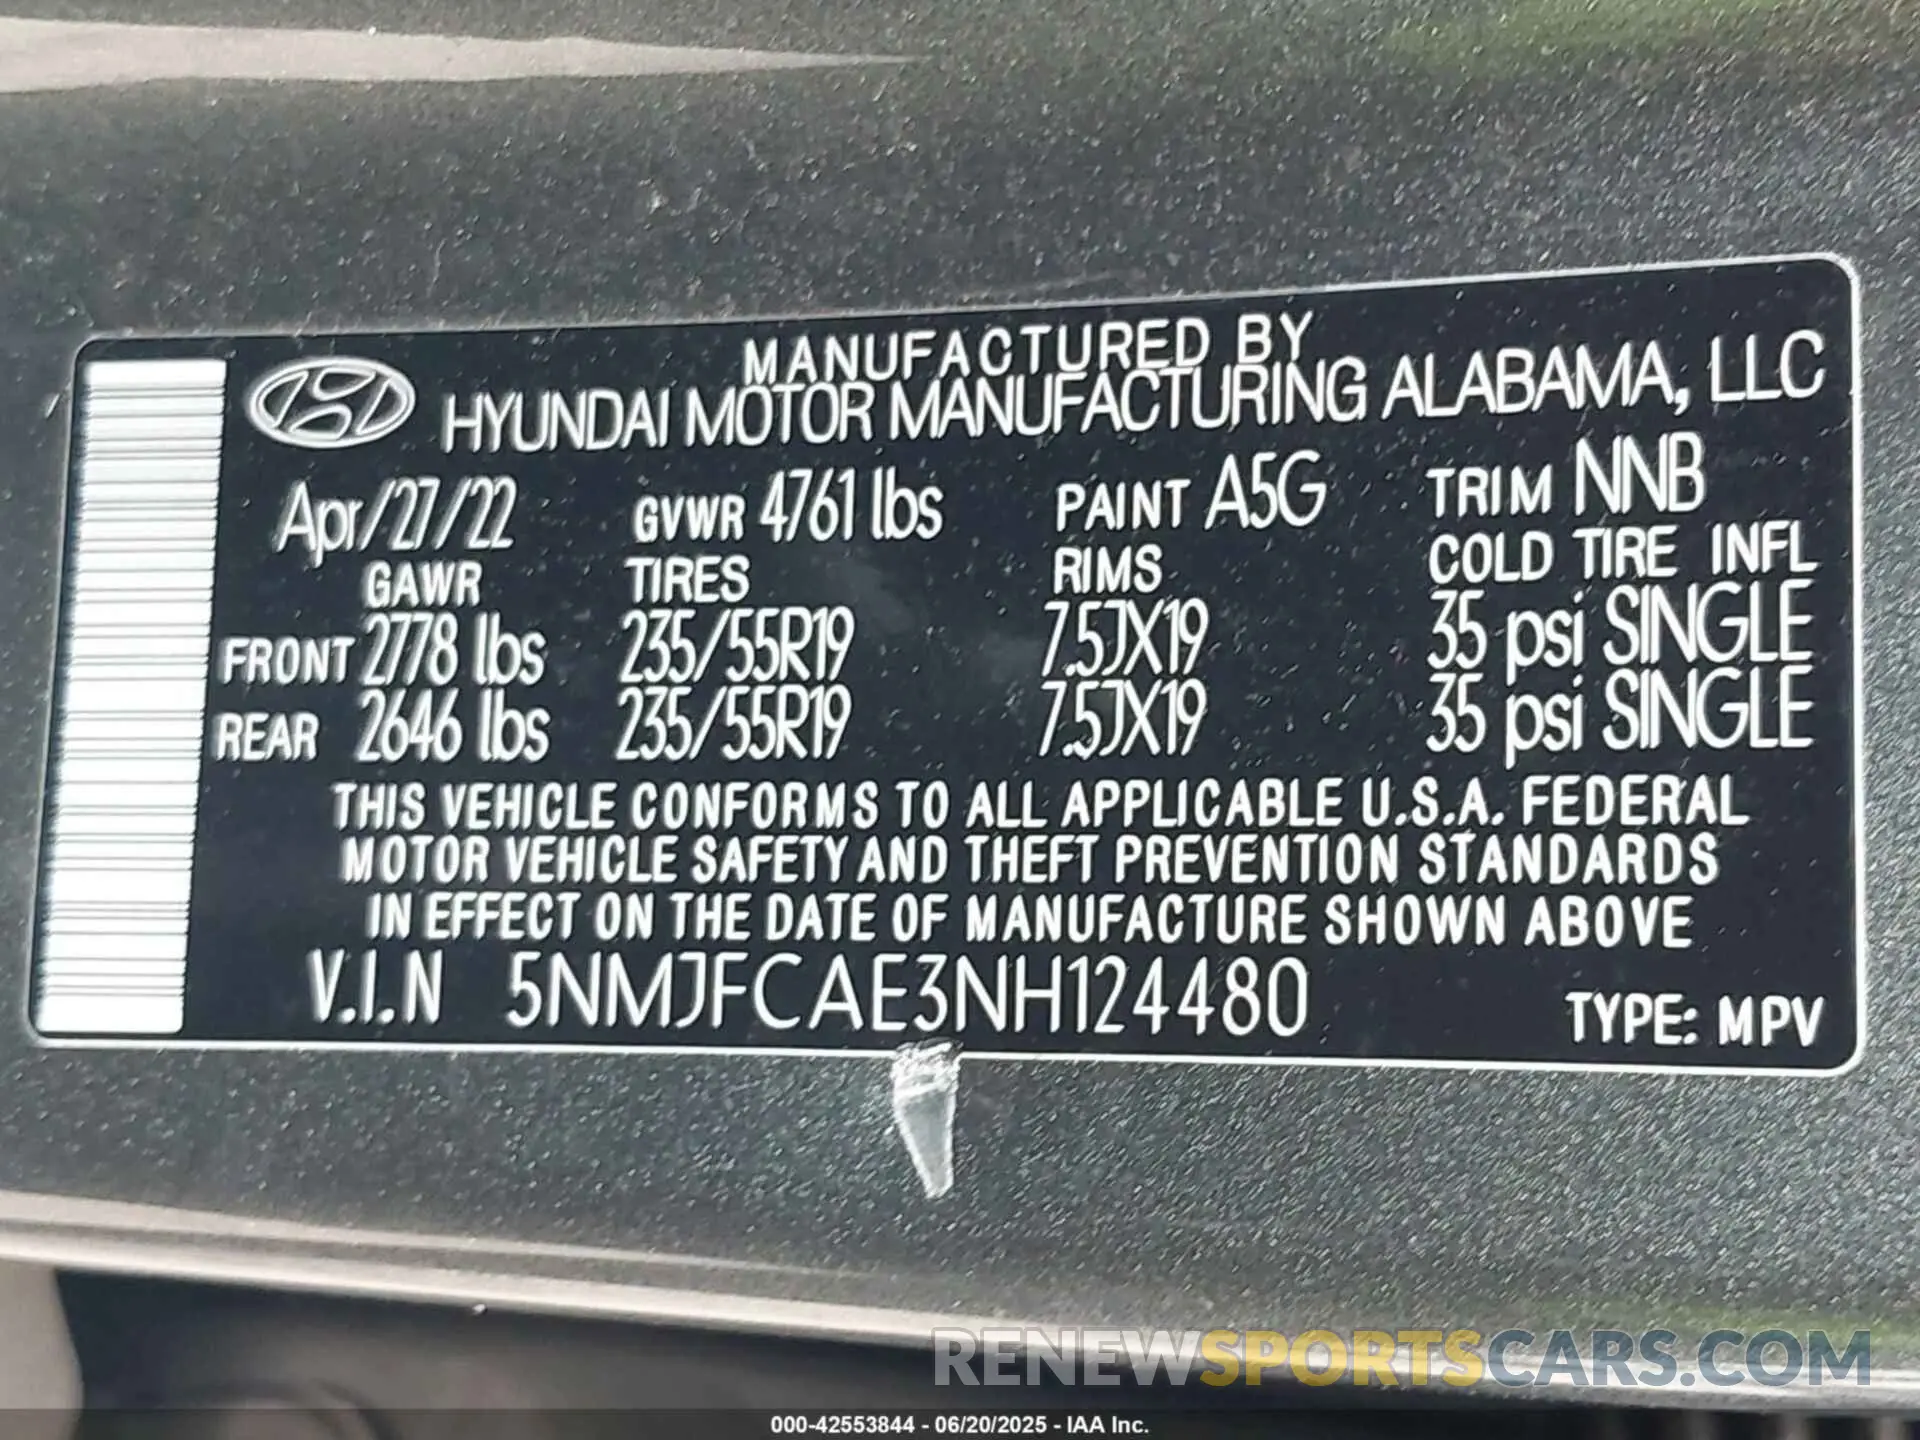 MANUFACTURED BY
HYUNDAI MOTOR MANUFACTURING ALABAMA, LLC
Apr/27/22 GVWR 4761 lbs PAINT A5G TRIM NNB
GAWR TIRES RIMS COLD TIRE INFL
FRONT 2778 lbs 235/55R19 7.5JX19 35 psi SINGLE
REAR 2646 lbs 235/55R19 7.5JX19 35 psi SINGLE
THIS VEHICLE CONFORMS TO ALL APPLICABLE U.S.A. FEDERAL
MOTOR VEHICLE SAFETY AND THEFT PREVENTION STANDARDS
IN EFFECT ON THE DATE OF MANUFACTURE SHOWN ABOVE
V.I.N 5NMJFCAE3NH124480 TYPE: MPV
RENEWSPORTSCARS.COM
000-42553844 - 06/20/2025 - IAA Inc.